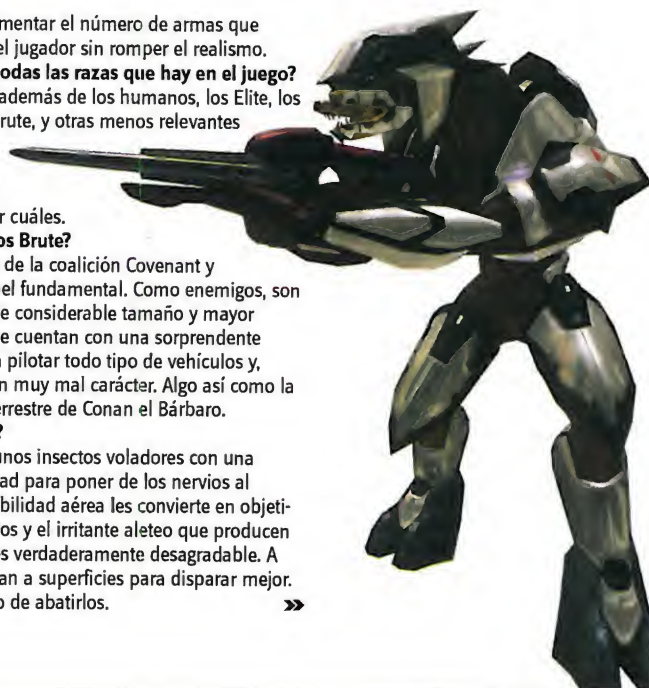 mentar el número de armas que
el jugador sin romper el realismo.
odas las razas que hay en el juego?
además de los humanos, los Elite, los
rute, y otras menos relevantes
r cuáles.
os Brute?
de la coalición Covenant y
el fundamental. Como enemigos, son
e considerable tamaño y mayor
e cuentan con una sorprendente
pilotar todo tipo de vehículos y,
n muy mal carácter. Algo así como la
errestre de Conan el Bárbaro.
?
unos insectos voladores con una
ad para poner de los nervios al
bilidad aérea les convierte en objeti-
os y el irritante aleteo que producen
es verdaderamente desagradable. A
an a superficies para disparar mejor.
o de abatirlos. »